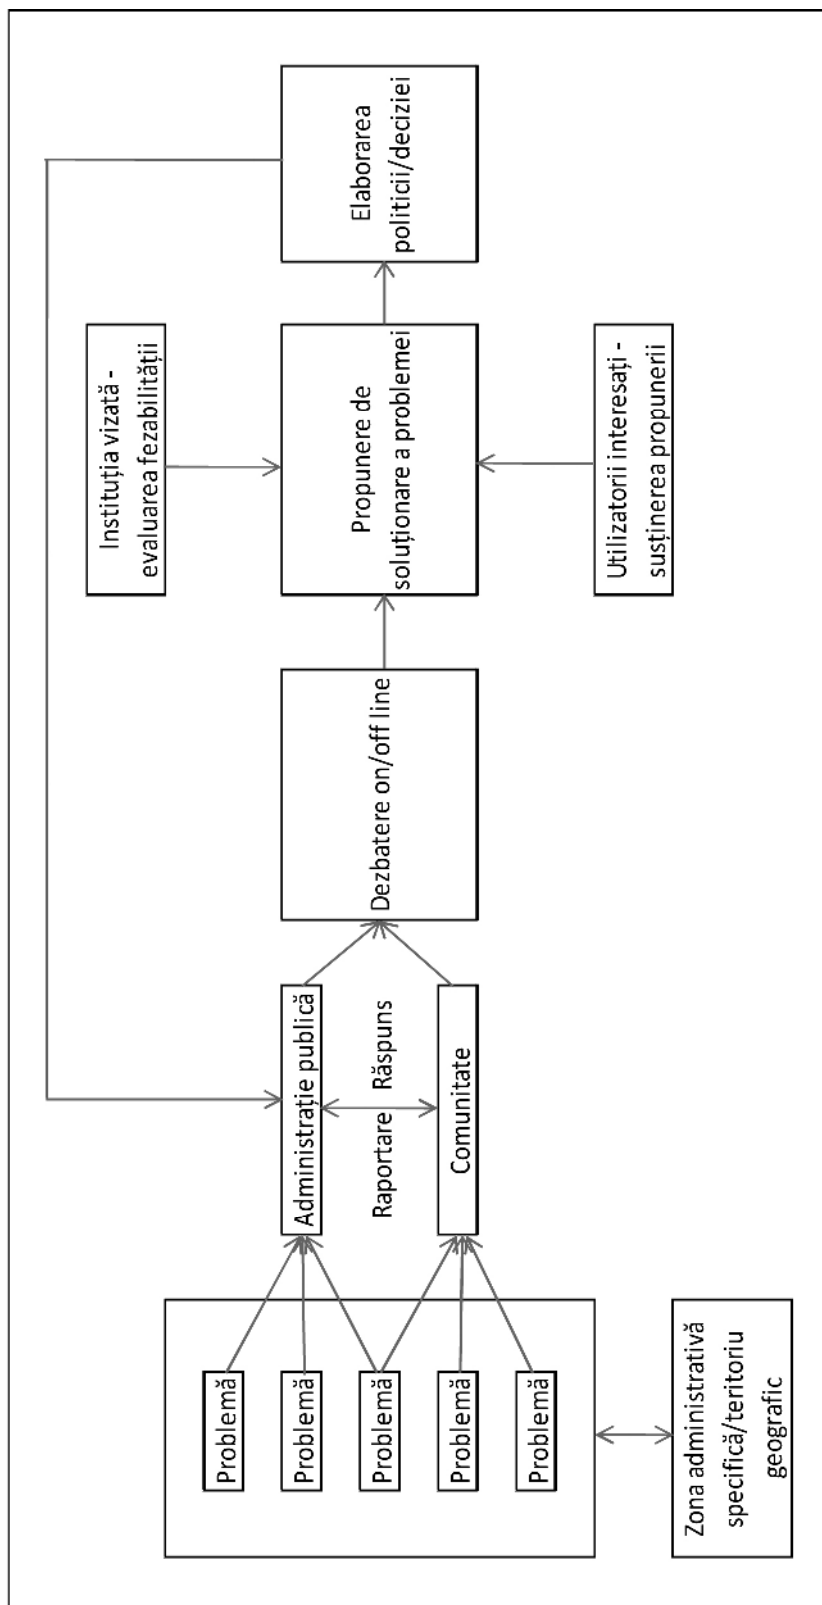 Problemă
Problemă
Problemă
Problemă
Problemă
Zona administrativă
specifică/teritoriu
geografic
Administrație publică
Raportare Răspuns
Comunitate
Dezbatere on/off line
Instituția vizată -
evaluarea fezabilității
Propunere de
soluționare a problemei
Utilizatorii interesați -
susținerea propunerii
Elaborarea
politicii/deciziei